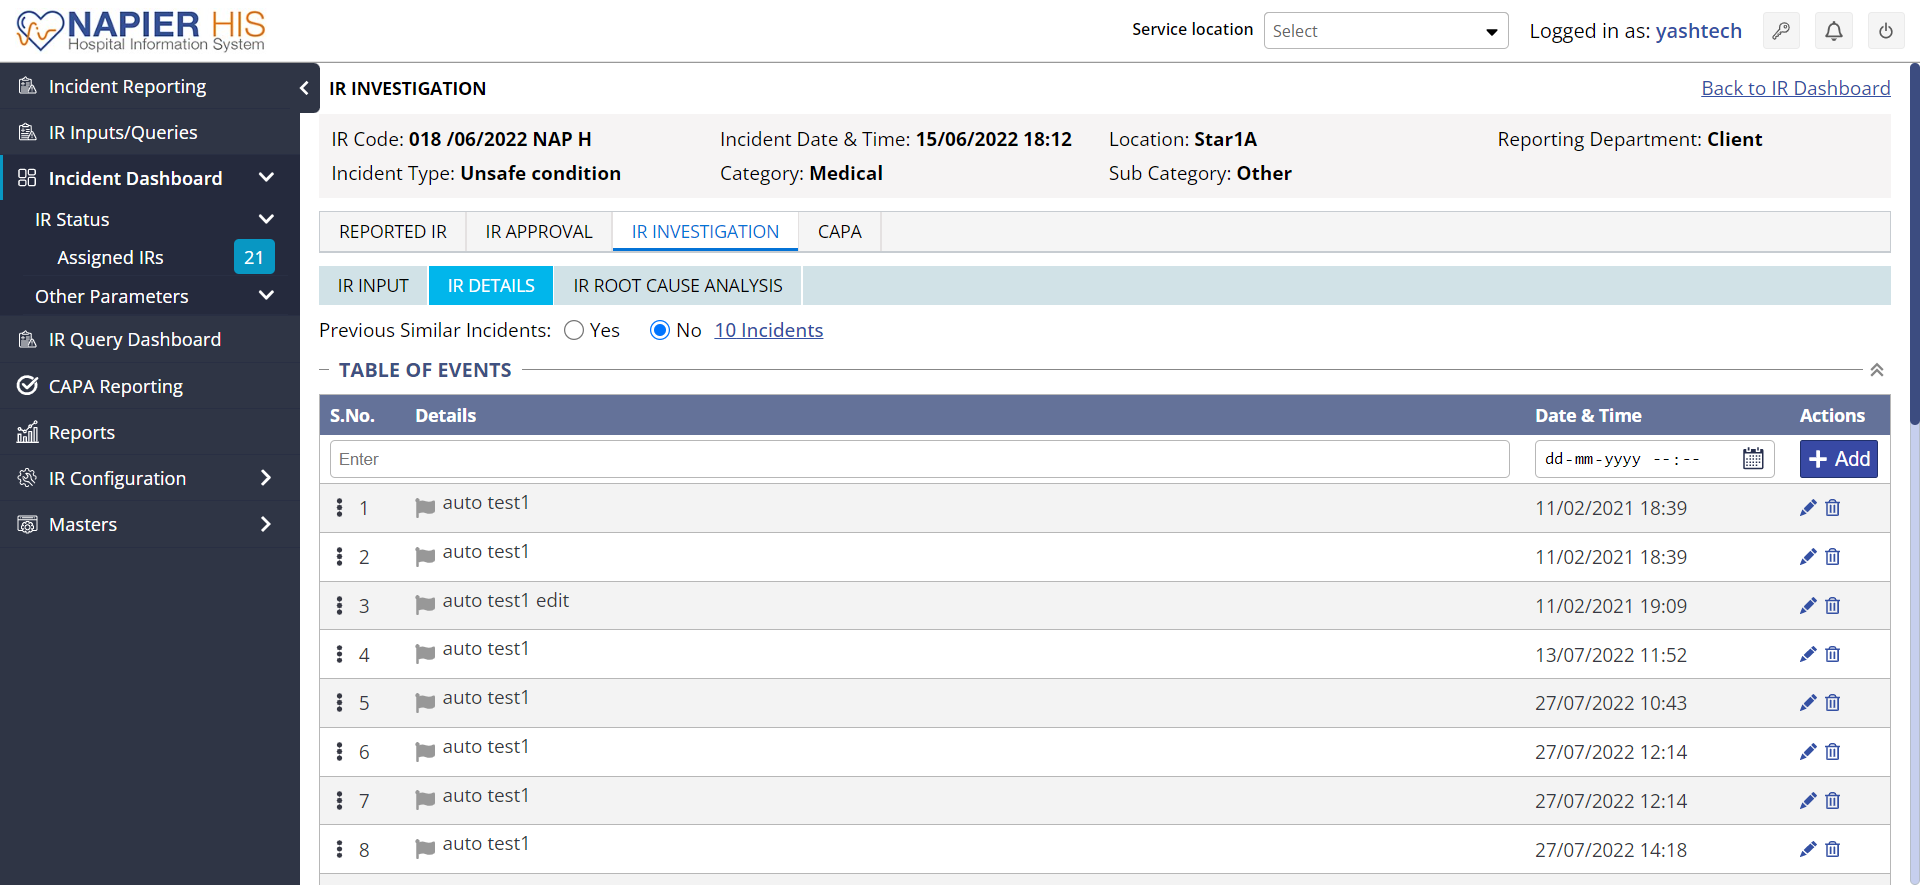 NAPIER HIS
Hospital Information System
Service location
Select
Logged in as: yashtech
Incident Reporting
IR Inputs/Queries
Incident Dashboard
IR Status
Assigned IRs 21
Other Parameters
IR Query Dashboard
CAPA Reporting
Reports
IR Configuration
Masters
IR INVESTIGATION
Back to IR Dashboard
IR Code: 018 /06/2022 NAP H Incident Date & Time: 15/06/2022 18:12 Location: Star1A Reporting Department: Client
Incident Type: Unsafe condition Category: Medical Sub Category: Other
REPORTED IR IR APPROVAL IR INVESTIGATION CAPA
IR INPUT IR DETAILS IR ROOT CAUSE ANALYSIS
Previous Similar Incidents: Yes No 10 Incidents
TABLE OF EVENTS
S.No. Details Date & Time Actions
Enter dd-mm-yyyy --:-- Add
1 auto test1 11/02/2021 18:39
2 auto test1 11/02/2021 18:39
3 auto test1 edit 11/02/2021 19:09
4 auto test1 13/07/2022 11:52
5 auto test1 27/07/2022 10:43
6 auto test1 27/07/2022 12:14
7 auto test1 27/07/2022 12:14
8 auto test1 27/07/2022 14:18